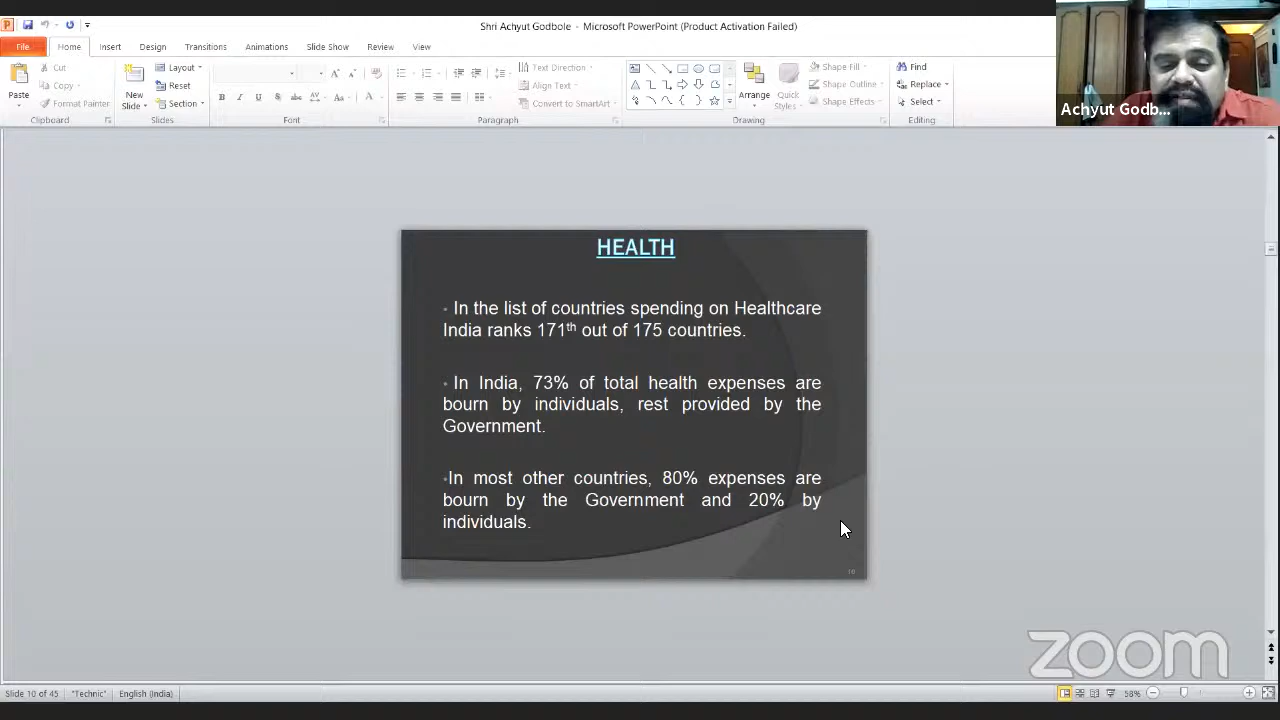 Shri Achyut Godbole - Microsoft PowerPoint (Product Activation Failed)
File Home Insert Design Transitions Animations Slide Show Review View
Paste
Cut
Copy
Format Painter
Clipboard
New Slide
Layout
Reset
Section
Slides
Font
Text Direction
Align Text
Convert to SmartArt
Paragraph
Arrange
Quick Styles
Shape Fill
Shape Outline
Shape Effects
Drawing
Find
Replace
Select
Editing
Achyut Godb...
HEALTH
In the list of countries spending on Healthcare
India ranks 171th out of 175 countries.
In India, 73% of total health expenses are
bourn by individuals, rest provided by the
Government.
In most other countries, 80% expenses are
bourn by the Government and 20% by
individuals.
10
zoom
Slide 10 of 45 "Technic" English (India) 58%